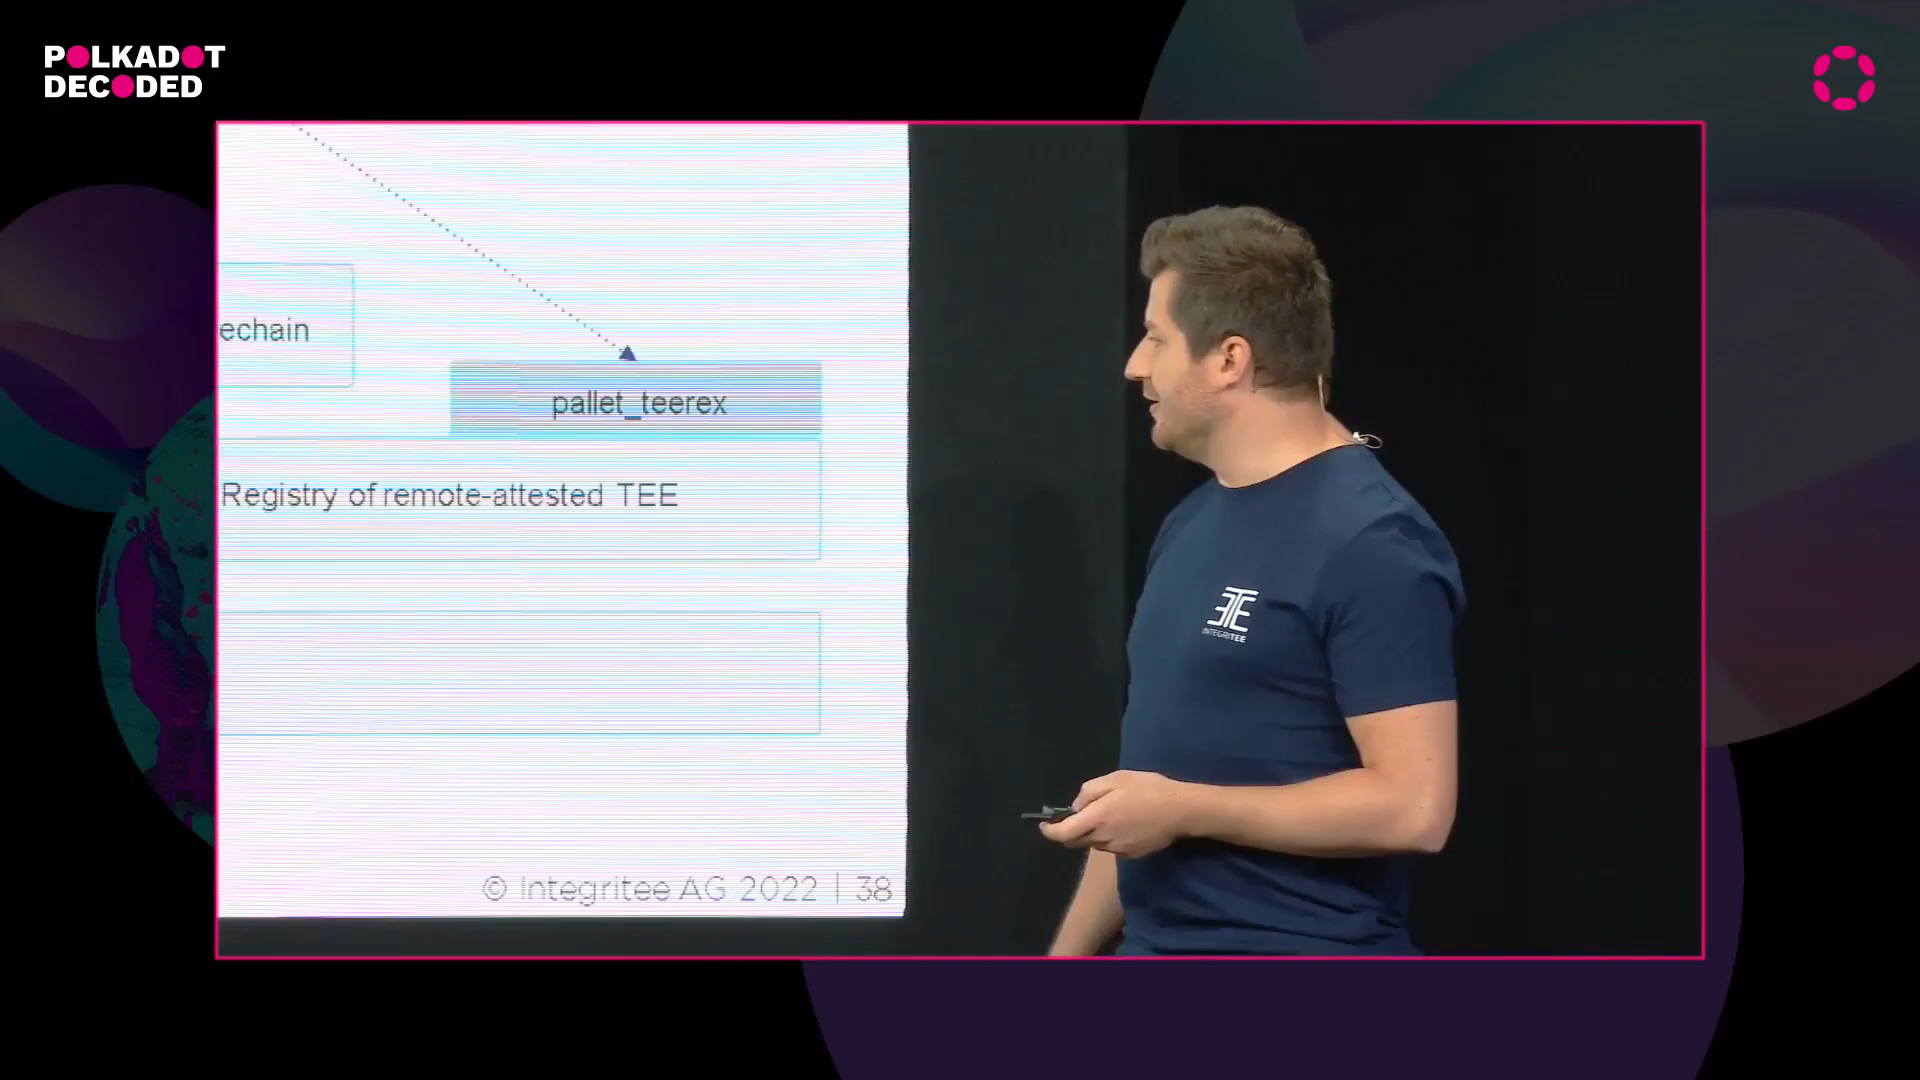 POLKADOT
DECODED
echain
pallet_teerex
Registry of remote-attested TEE
INTEGRITEE
© Integritee AG 2022 | 38